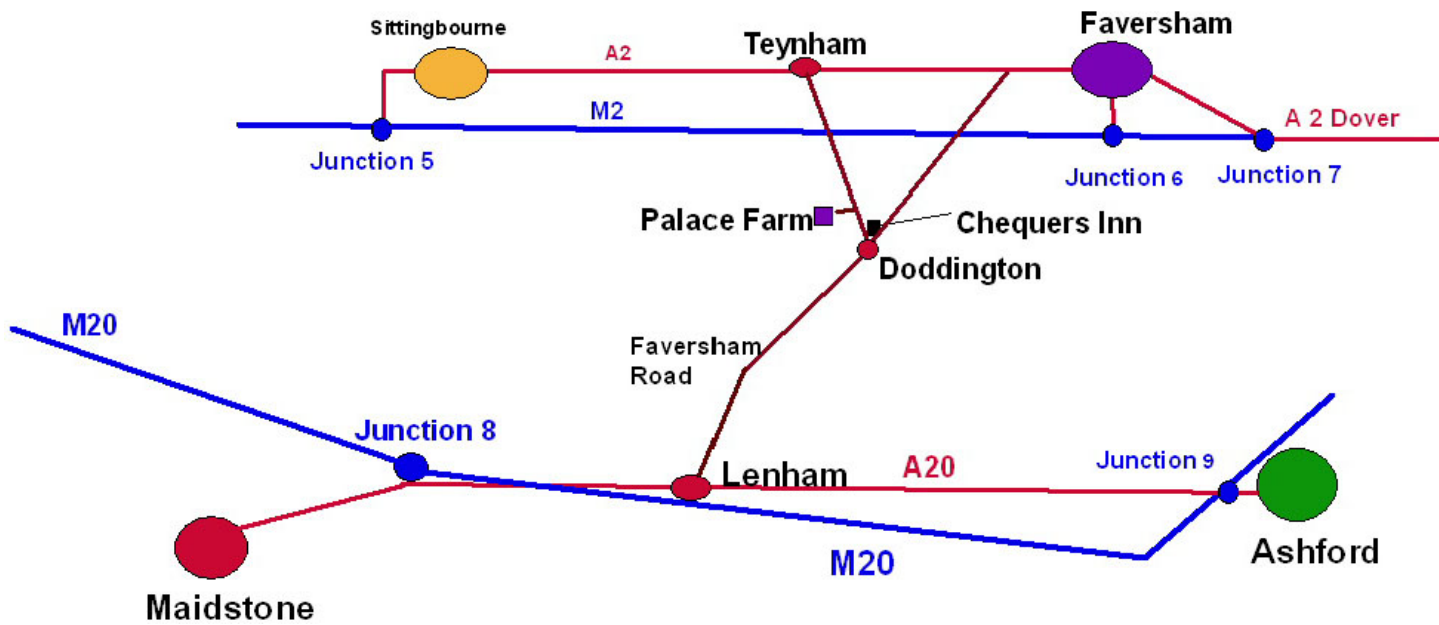 Sittingbourne
A2
Teynham
Faversham
M2
A 2 Dover
Junction 5
Junction 6
Junction 7
Palace Farm
Chequers Inn
Doddington
M20
Faversham
Road
Junction 8
Lenham
A20
Junction 9
M20
Ashford
Maidstone